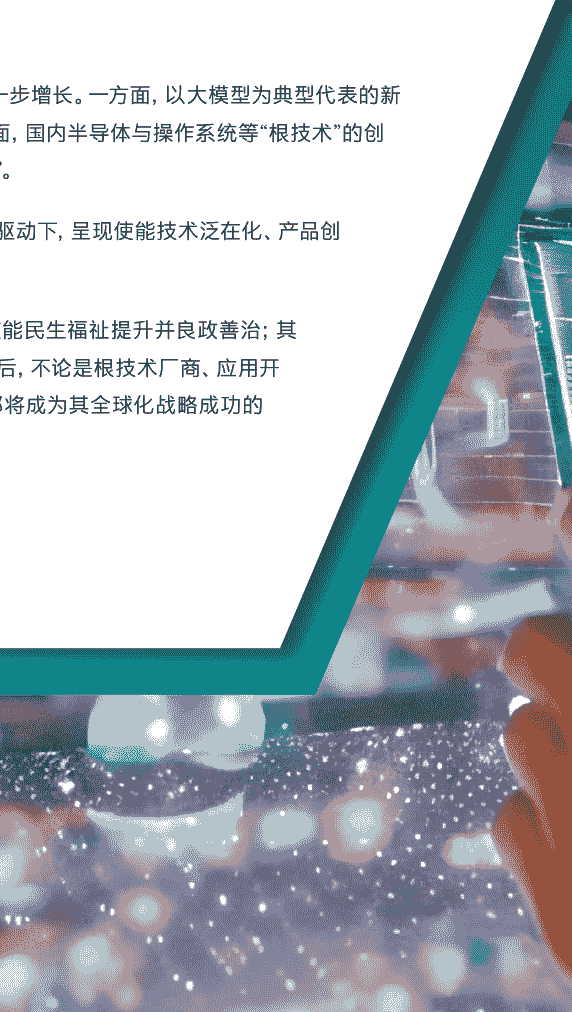 一步增长。一方面，以大模型为典型代表的新
面，国内半导体与操作系统等“根技术”的创
”。
驱动下，呈现使能技术泛在化、产品创
能民生福祉提升并良政善治；其
后，不论是根技术厂商、应用开
将成为其全球化战略成功的